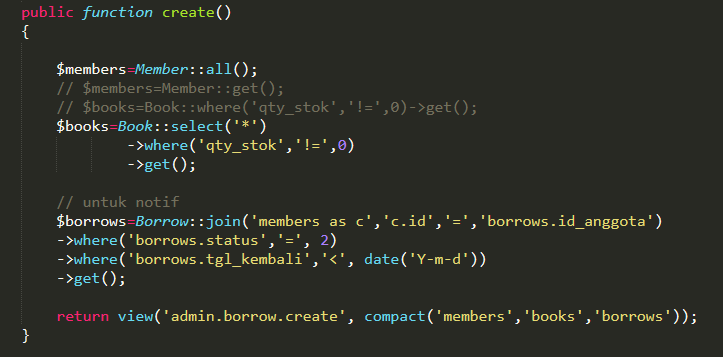 public function create()
{
$members=Member::all();
// $members=Member::get();
// $books=Book::where('qty_stok','!=',0)->get();
$books=Book::select('*')
->where('qty_stok','!=',0)
->get();
// untuk notif
$borrows=Borrow::join('members as c','c.id','=','borrows.id_anggota')
->where('borrows.status','=', 2)
->where('borrows.tgl_kembali','<', date('Y-m-d'))
->get();
return view('admin.borrow.create', compact('members','books','borrows'));
}